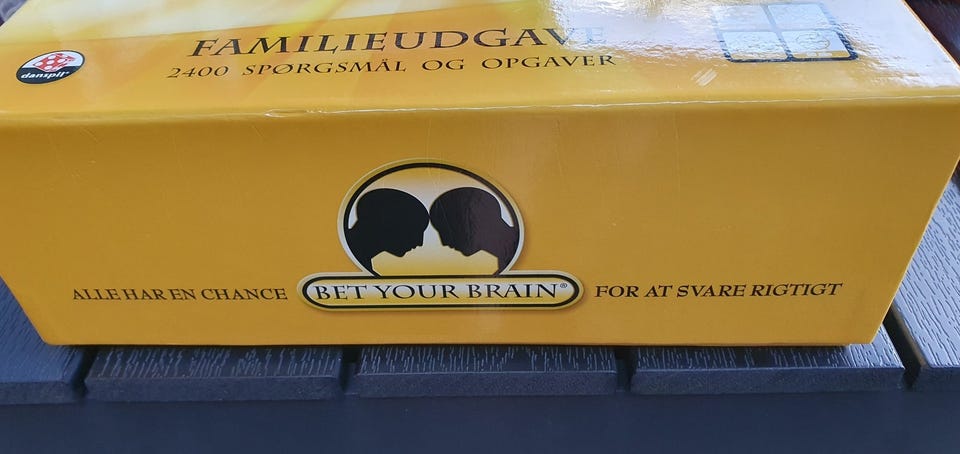 FAMILIEUDGAVE
2400 SPØRGSMÅL OG OPGAVER
danspil®
ALLE HAR EN CHANCE
BET YOUR BRAIN®
FOR AT SVARE RIGTIGT